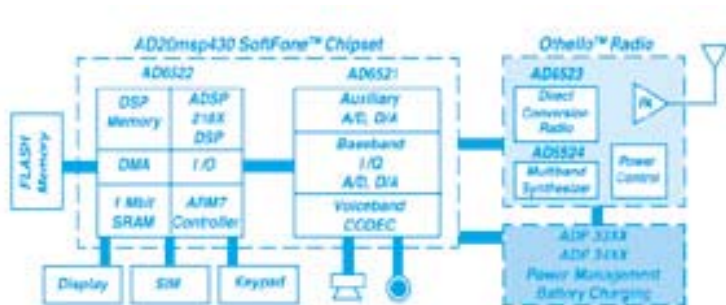 AD20msp430 SoftFone™ Chipset
Othello™ Radio
AD6522
AD6521
AD6523
DSP
Memory
ADSP
218X
DSP
Auxiliary
A/D, D/A
Direct
Conversion
Radio
PA
FLASH
Memory
DMA
I/O
Baseband
I/Q
A/D, D/A
AD6524
Multiband
Synthesizer
Power
Control
1 Mbit
SRAM
ARM7
Controller
Voiceband
CODEC
Display
SIM
Keypad
ADP 33XX
ADP 34XX
Power Management
Battery Charging